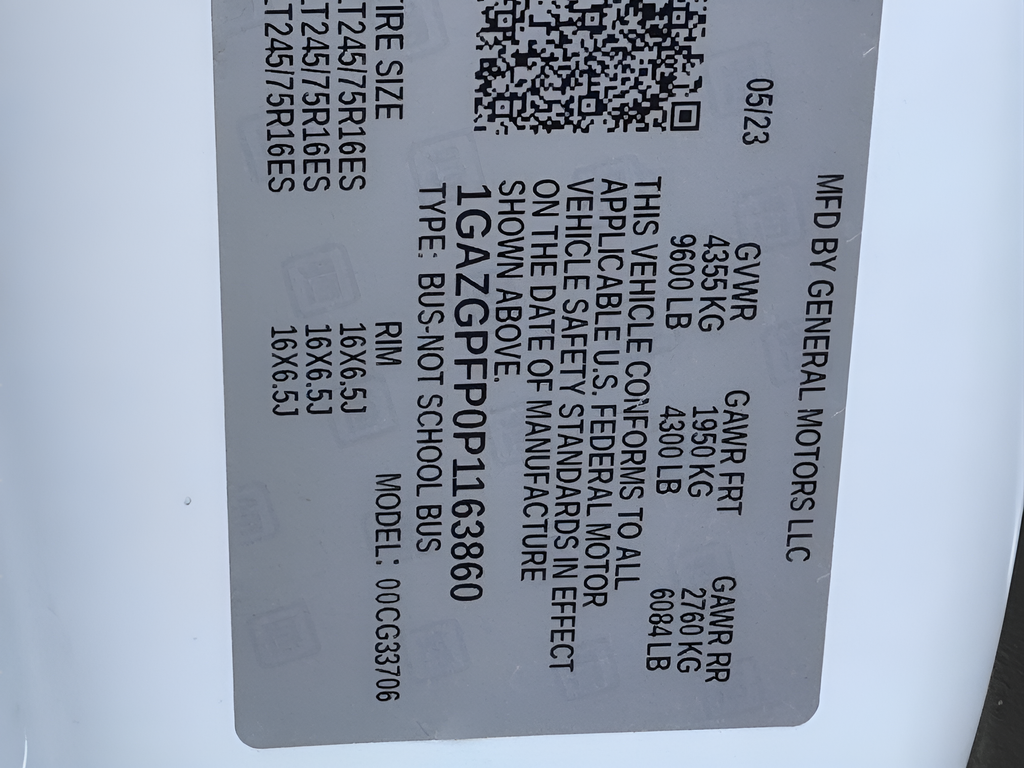 MFD BY GENERAL MOTORS LLC
05/23
GVWR GAWR FRT GAWR RR
4355 KG 1950 KG 2760 KG
9600 LB 4300 LB 6084 LB
THIS VEHICLE CONFORMS TO ALL
APPLICABLE U.S. FEDERAL MOTOR
VEHICLE SAFETY STANDARDS IN EFFECT
ON THE DATE OF MANUFACTURE
SHOWN ABOVE.
1GAZGPFP0P1163860
TYPE: BUS-NOT SCHOOL BUS
MODEL: 00CG33706
TIRE SIZE RIM
LT245/75R16ES 16X6.5J
LT245/75R16ES 16X6.5J
LT245/75R16ES 16X6.5J